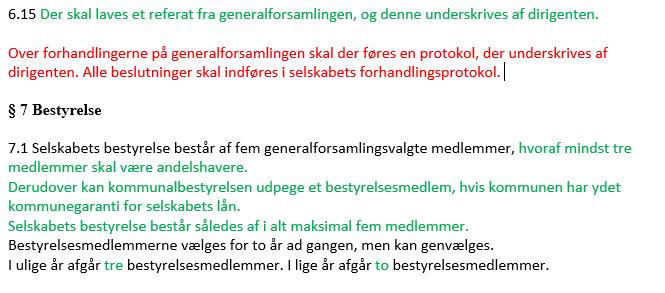 6.15 Der skal laves et referat fra generalforsamlingen, og denne underskrives af dirigenten.
Over forhandlingerne på generalforsamlingen skal der føres en protokol, der underskrives af
dirigenten. Alle beslutninger skal indføres i selskabets forhandlingsprotokol.
§ 7 Bestyrelse
7.1 Selskabets bestyrelse består af fem generalforsamlingsvalgte medlemmer, hvoraf mindst tre
medlemmer skal være andelshavere.
Derudover kan kommunalbestyrelsen udpege et bestyrelsesmedlem, hvis kommunen har ydet
kommunegaranti for selskabets lån.
Selskabets bestyrelse består således af i alt maksimal fem medlemmer.
Bestyrelsesmedlemmerne vælges for to år ad gangen, men kan genvælges.
I ulige år afgår tre bestyrelsesmedlemmer. I lige år afgår to bestyrelsesmedlemmer.